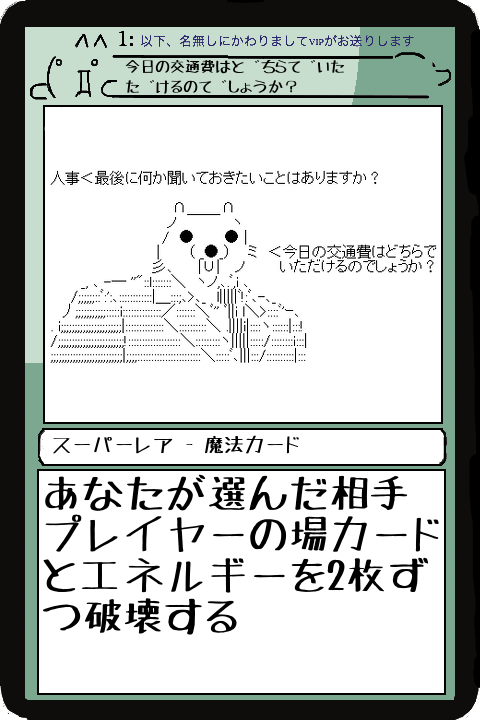 1: 以下、名無しにかわりましてVIPがお送りします
今日の交通費はどちらでいた
だけるのでしょうか？
人事＜最後に何か聞いておきたいことはありますか？
＜今日の交通費はどちらで
いただけるのでしょうか？
スーパーレア - 魔法カード
あなたが選んだ相手
プレイヤーの場カード
とエネルギーを2枚ず
つ破壊する